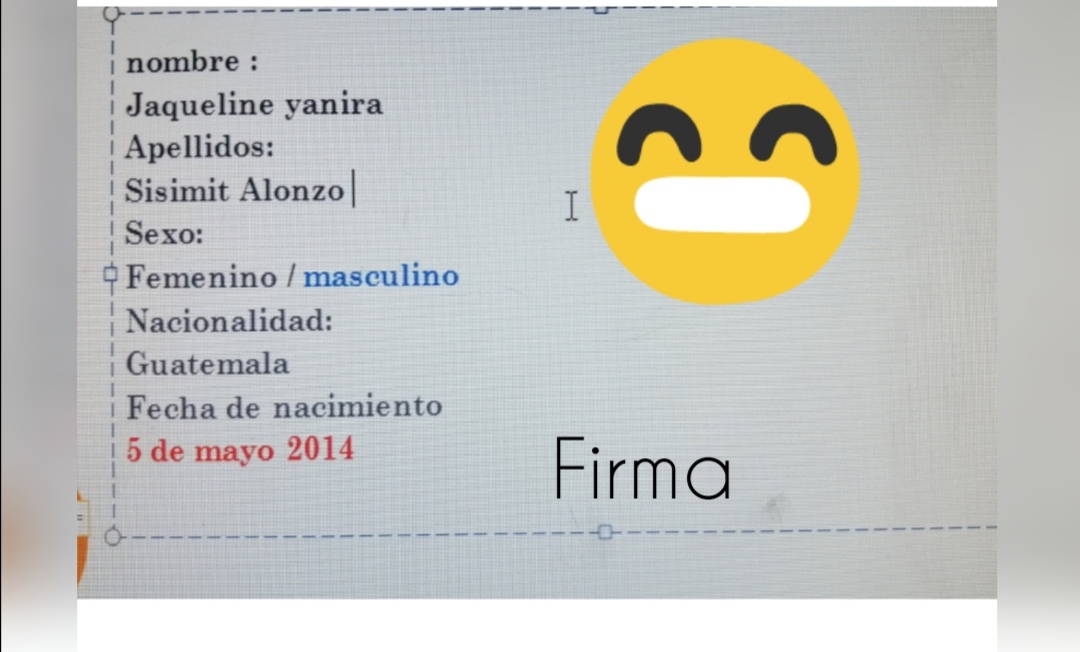 nombre :
Jaqueline yanira
Apellidos:
Sisimit Alonzo
Sexo:
Femenino / masculino
Nacionalidad:
Guatemala
Fecha de nacimiento
5 de mayo 2014
Firma